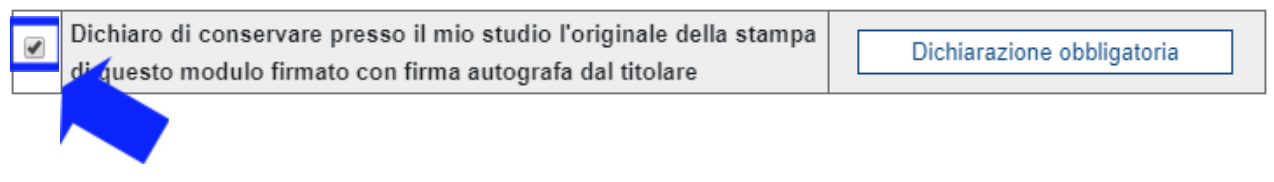 Dichiaro di conservare presso il mio studio l'originale della stampa
di questo modulo firmato con firma autografa dal titolare
Dichiarazione obbligatoria